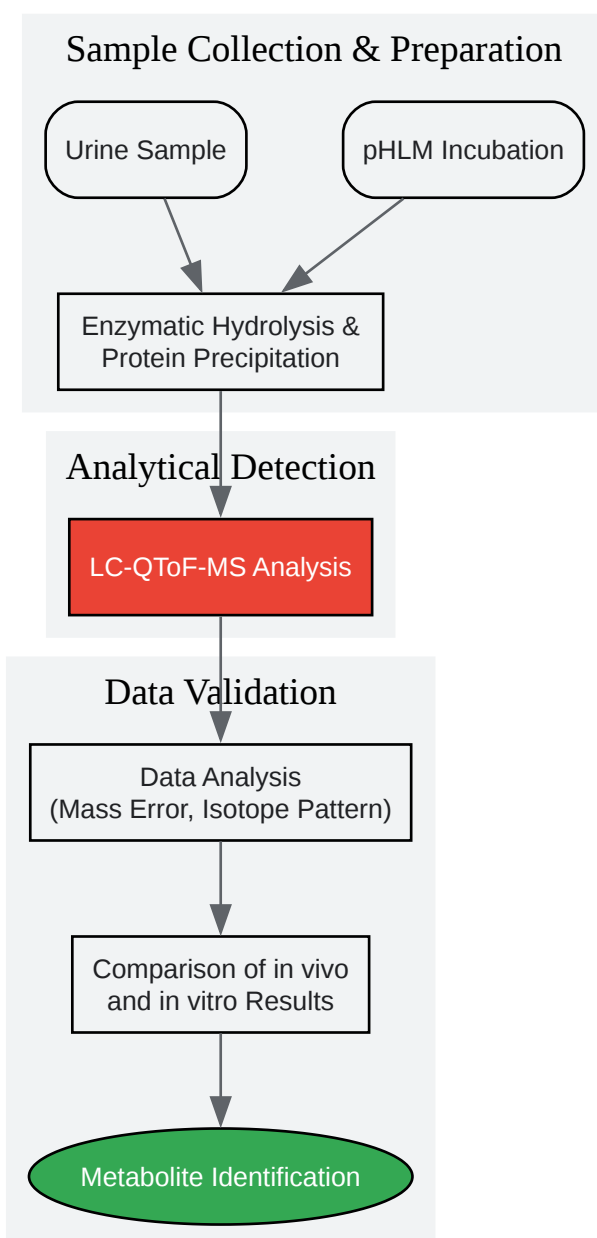 Sample Collection & Preparation
Urine Sample
pHLM Incubation
Enzymatic Hydrolysis &
Protein Precipitation
Analytical Detection
LC-QToF-MS Analysis
Data Validation
Data Analysis
(Mass Error, Isotope Pattern)
Comparison of in vivo
and in vitro Results
Metabolite Identification